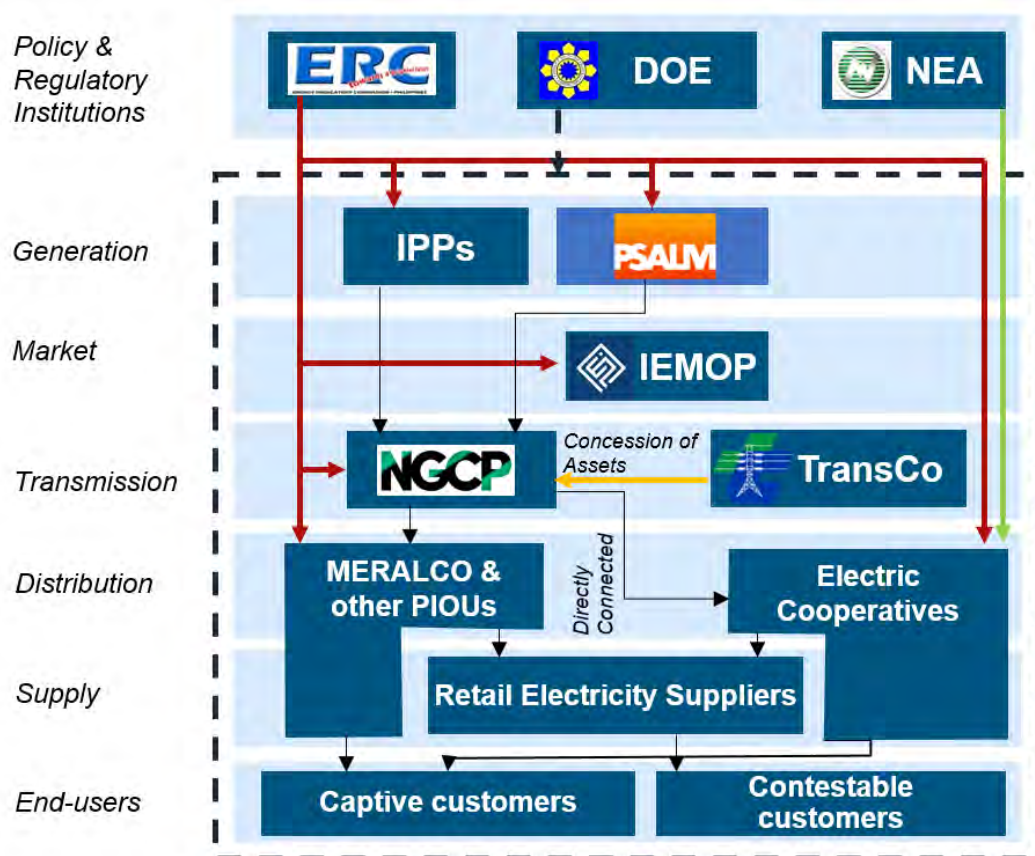 Policy &
Regulatory
Institutions
ERC
DOE
NEA
Generation
IPPs
PSALM
Market
IEMOP
Transmission
NGCP
Concession of
Assets
TransCo
Distribution
MERALCO &
other PIOUs
Directly
Connected
Electric
Cooperatives
Supply
Retail Electricity Suppliers
End-users
Captive customers
Contestable
customers